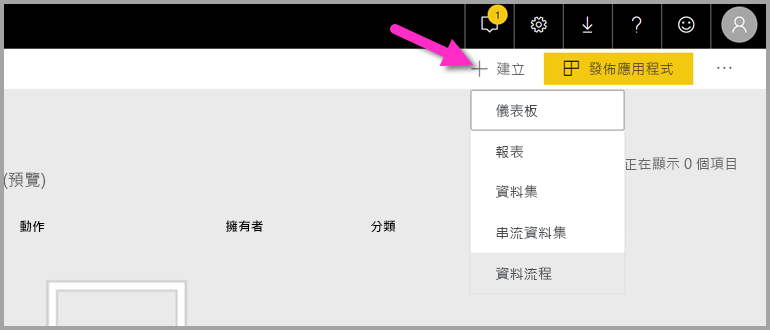 1
?
建立
發佈應用程式
...
儀表板
報表
正在顯示 0 個項目
(預覽)
資料集
動作
擁有者
分類
串流資料集
資料流程